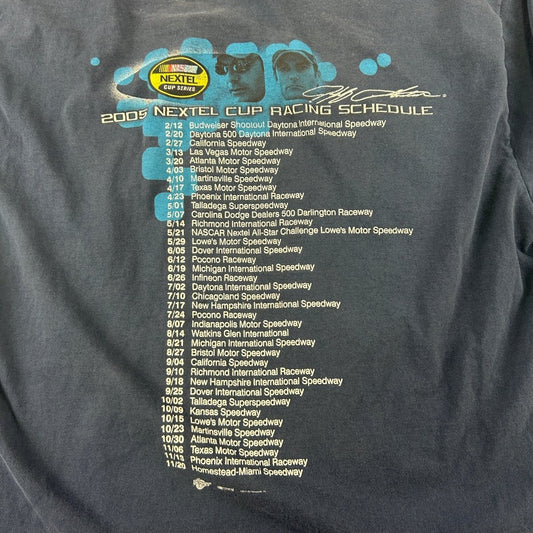 NASCAR
NEXTEL
CUP SERIES
2005 NEXTEL CUP RACING SCHEDULE
2/12 Budweiser Shootout Daytona International Speedway
2/20 Daytona 500 Daytona International Speedway
2/27 California Speedway
3/13 Las Vegas Motor Speedway
3/20 Atlanta Motor Speedway
4/03 Bristol Motor Speedway
4/10 Martinsville Speedway
4/17 Texas Motor Speedway
4/23 Phoenix International Raceway
5/01 Talladega Superspeedway
5/07 Carolina Dodge Dealers 500 Darlington Raceway
5/14 Richmond International Raceway
5/21 NASCAR Nextel All-Star Challenge Lowe's Motor Speedway
5/29 Lowe's Motor Speedway
6/05 Dover International Speedway
6/12 Pocono Raceway
6/19 Michigan International Speedway
6/26 Infineon Raceway
7/02 Daytona International Speedway
7/10 Chicagoland Speedway
7/17 New Hampshire International Speedway
7/24 Pocono Raceway
8/07 Indianapolis Motor Speedway
8/14 Watkins Glen International
8/21 Michigan International Speedway
8/27 Bristol Motor Speedway
9/04 California Speedway
9/10 Richmond International Raceway
9/18 New Hampshire International Speedway
9/25 Dover International Speedway
10/02 Talladega Superspeedway
10/09 Kansas Speedway
10/15 Lowe's Motor Speedway
10/23 Martinsville Speedway
10/30 Atlanta Motor Speedway
11/06 Texas Motor Speedway
11/13 Phoenix International Raceway
11/20 Homestead-Miami Speedway